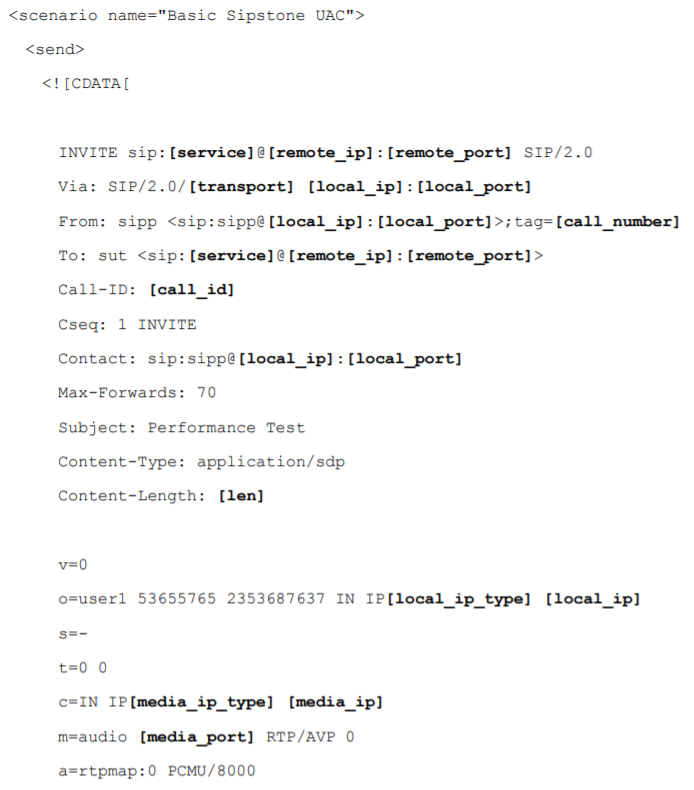 <scenario name="Basic Sipstone UAC">
<send>
<![CDATA[
INVITE sip:[service]@[remote_ip]:[remote_port] SIP/2.0
Via: SIP/2.0/[transport] [local_ip]:[local_port]
From: sipp <sip:sipp@[local_ip]:[local_port]>;tag=[call_number]
To: sut <sip:[service]@[remote_ip]:[remote_port]>
Call-ID: [call_id]
Cseq: 1 INVITE
Contact: sip:sipp@[local_ip]:[local_port]
Max-Forwards: 70
Subject: Performance Test
Content-Type: application/sdp
Content-Length: [len]
v=0
o=user1 53655765 2353687637 IN IP[local_ip_type] [local_ip]
s=-
t=0 0
c=IN IP[media_ip_type] [media_ip]
m=audio [media_port] RTP/AVP 0
a=rtpmap:0 PCMU/8000